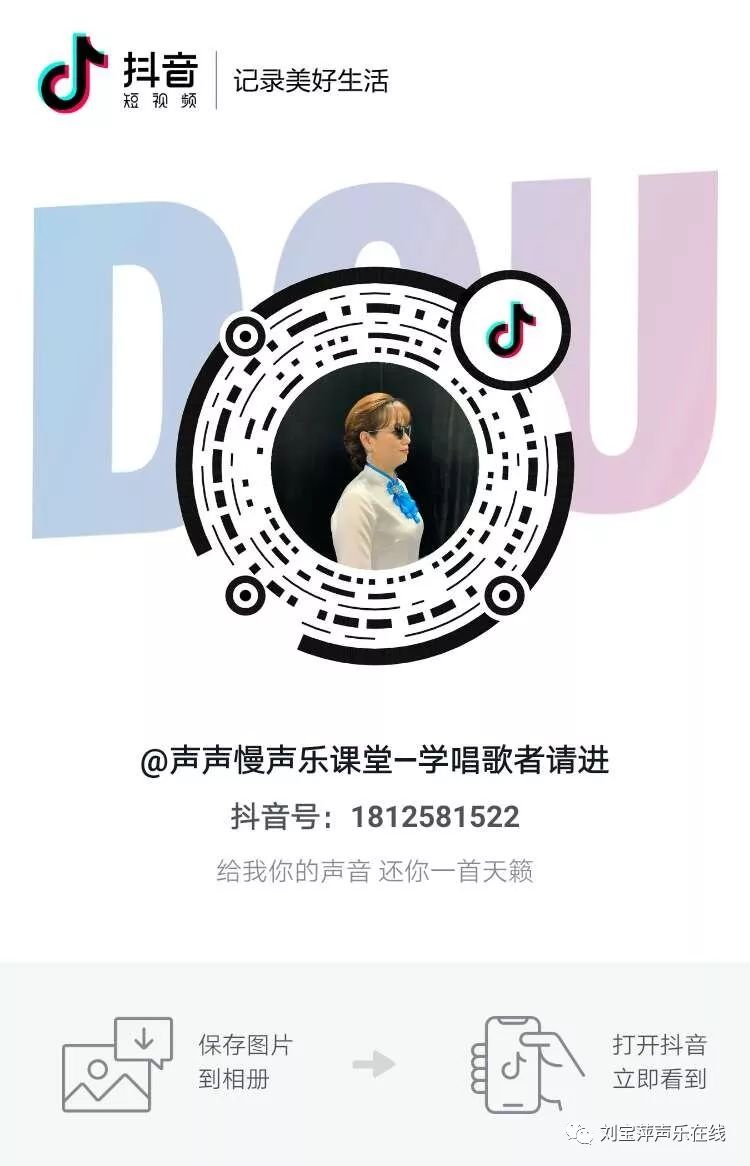 抖音
短视频
记录美好生活
DOU
@声声慢声乐课堂—学唱歌者请进
抖音号：1812581522
给我你的声音 还你一首天籁
保存图片
到相册
打开抖音
立即看到
刘宝萍声乐在线